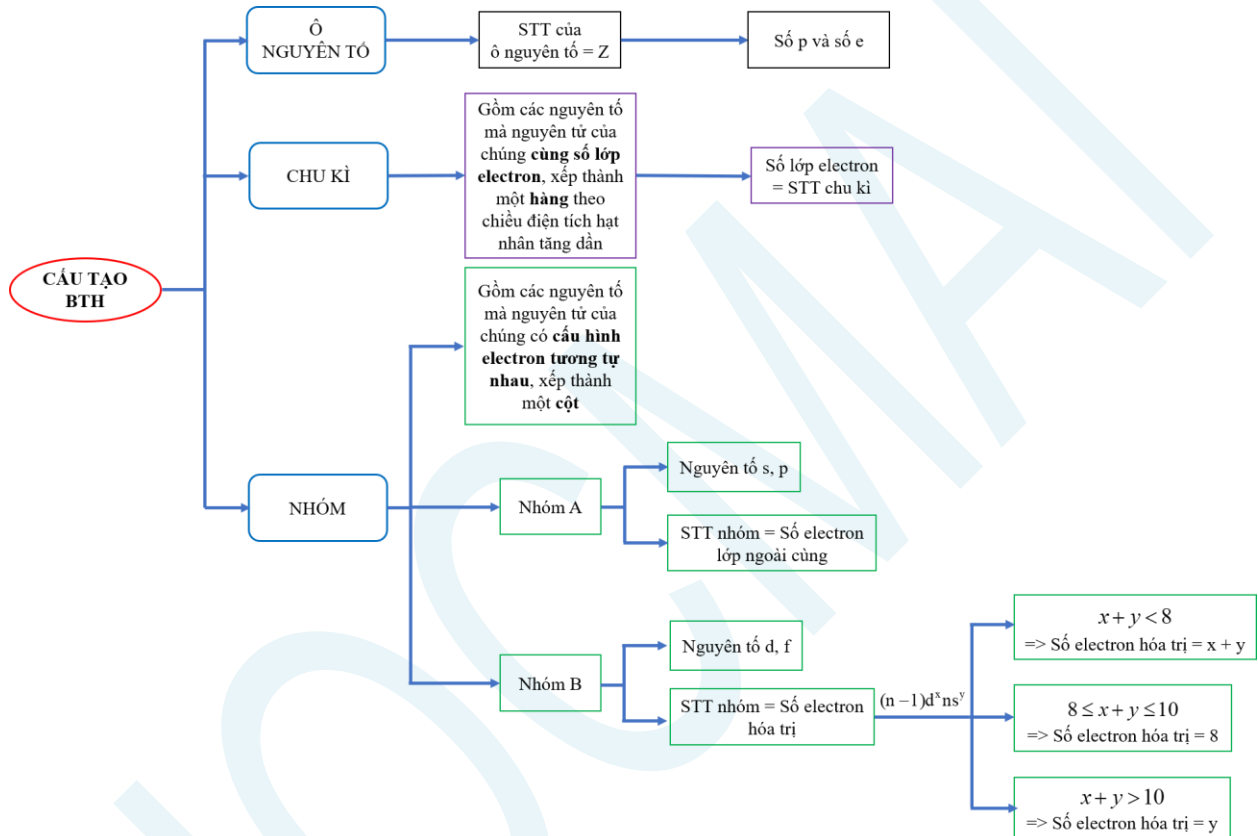 CẤU TẠO
BTH
Ô
NGUYÊN TỐ
STT của
ô nguyên tố = Z
Số p và số e
CHU KÌ
Gồm các nguyên tố
mà nguyên tử của
chúng cùng số lớp
electron, xếp thành
một hàng theo
chiều điện tích hạt
nhân tăng dần
Số lớp electron
= STT chu kì
NHÓM
Gồm các nguyên tố
mà nguyên tử của
chúng có cấu hình
electron tương tự
nhau, xếp thành
một cột
Nhóm A
Nguyên tố s, p
STT nhóm = Số electron
lớp ngoài cùng
Nhóm B
Nguyên tố d, f
STT nhóm = Số electron
hóa trị
(n −1)dˣnsʸ
x + y < 8
=> Số electron hóa trị = x + y
8 ≤ x + y ≤ 10
=> Số electron hóa trị = 8
x + y > 10
=> Số electron hóa trị = y
HOCMAI